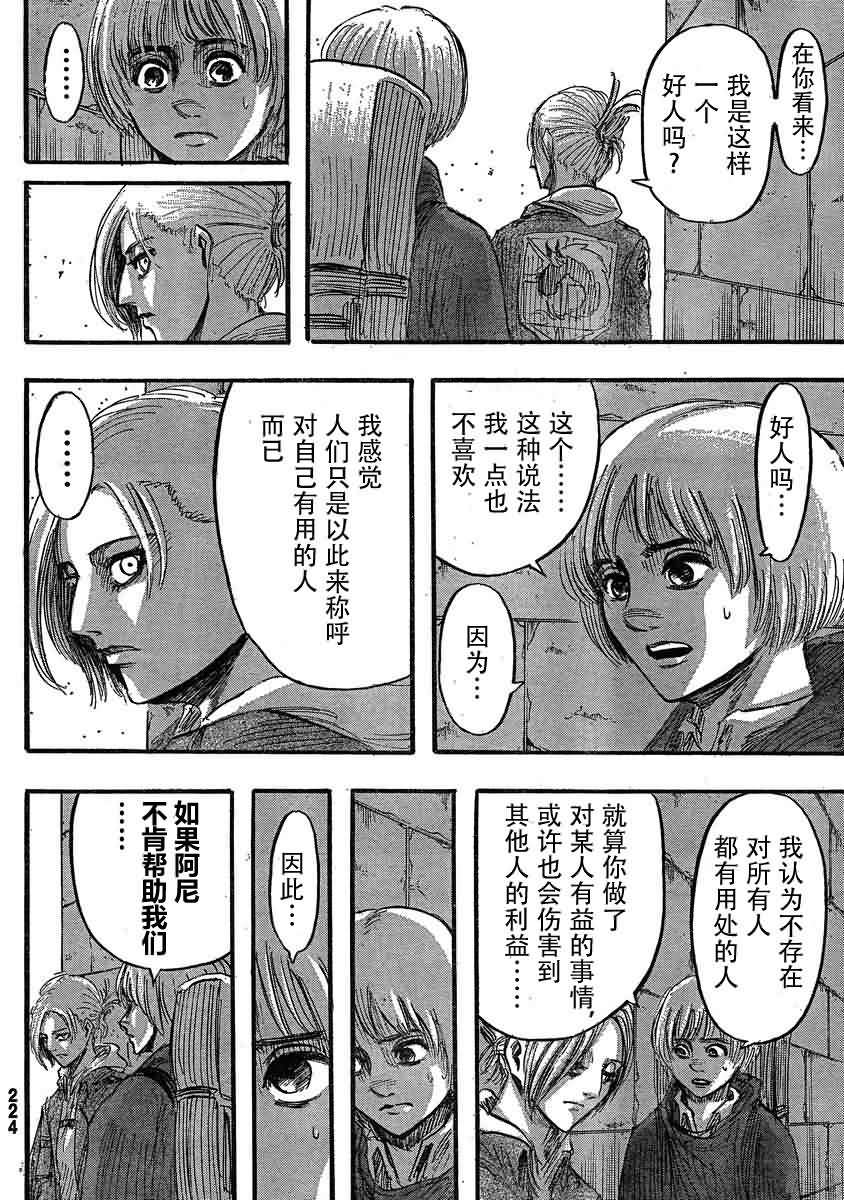 在你看来…
我是这样
一个
好人吗?
……
好人吗…
这个……
这种说法
我一点也
不喜欢
因为…
我感觉
人们只是以此来称呼
对自己有用的人
而已
……
我认为不存在
对所有人
都有用处的人
就算你做了
对某人有益的事情,
或许也会伤害到
其他人的利益……
因此…
如果阿尼
不肯帮助我们
……
224